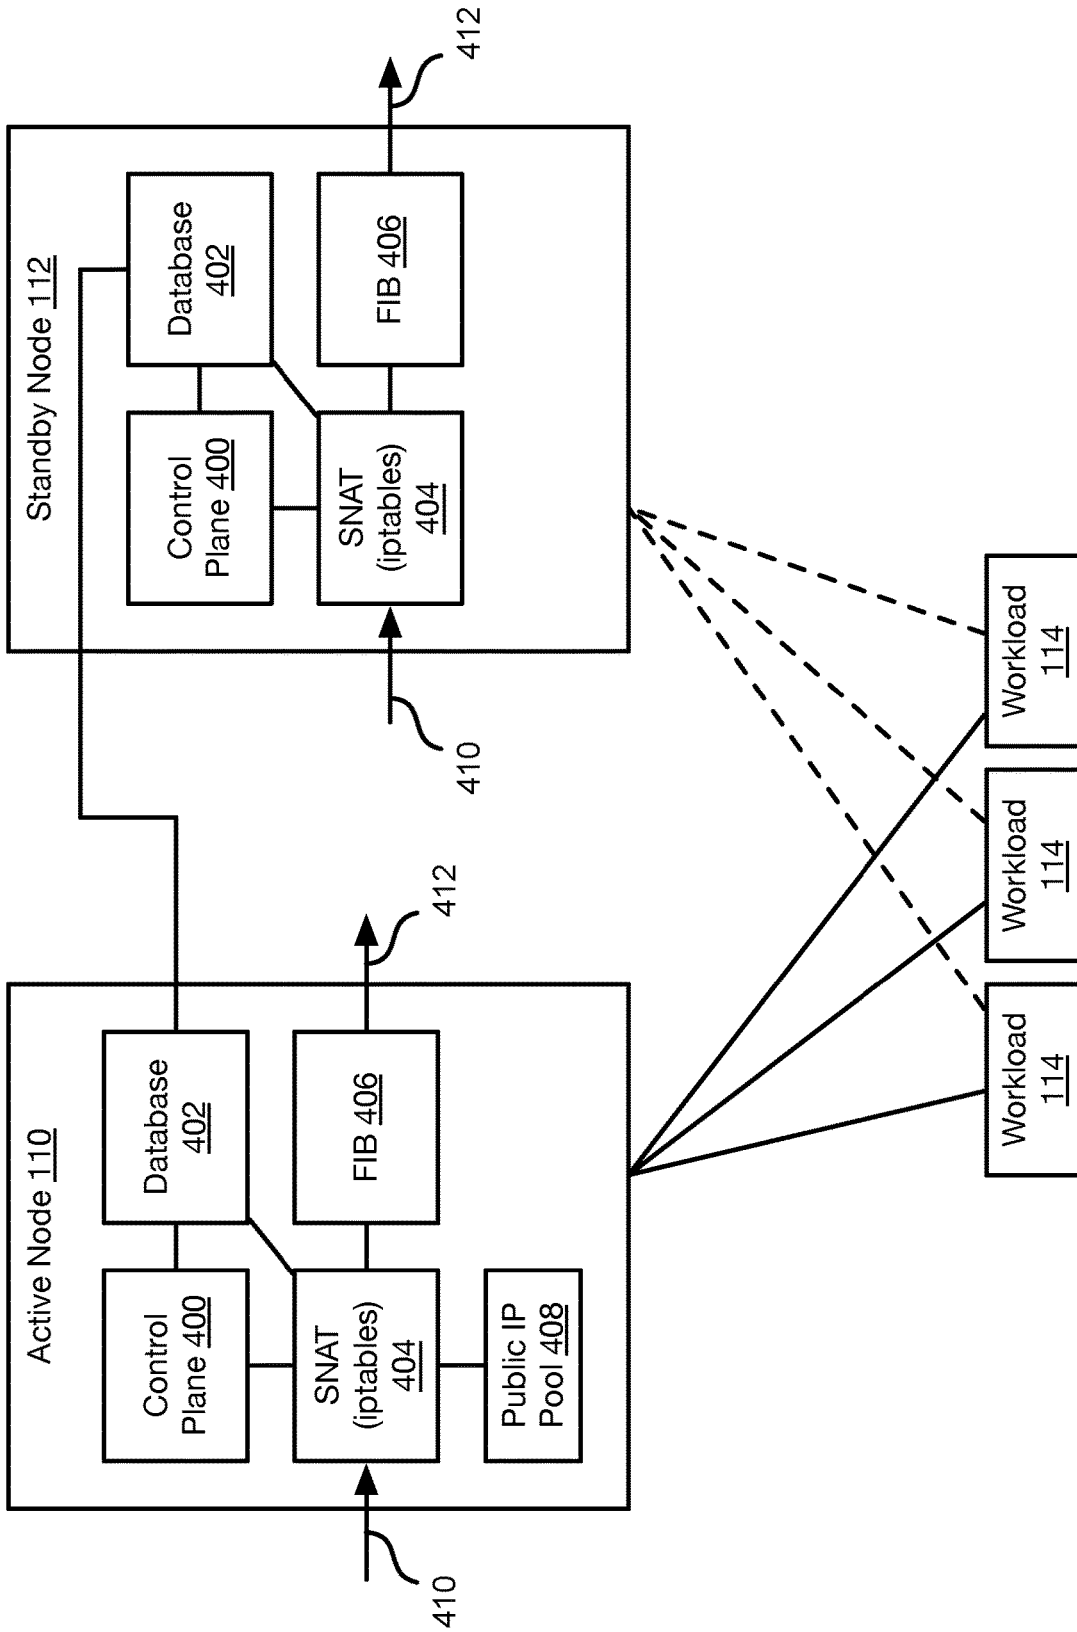 Active Node 110
Control
Plane 400
Database
402
SNAT
(iptables)
404
FIB 406
Public IP
Pool 408
410
412
Standby Node 112
Control
Plane 400
Database
402
SNAT
(iptables)
404
FIB 406
410
412
Workload
114
Workload
114
Workload
114